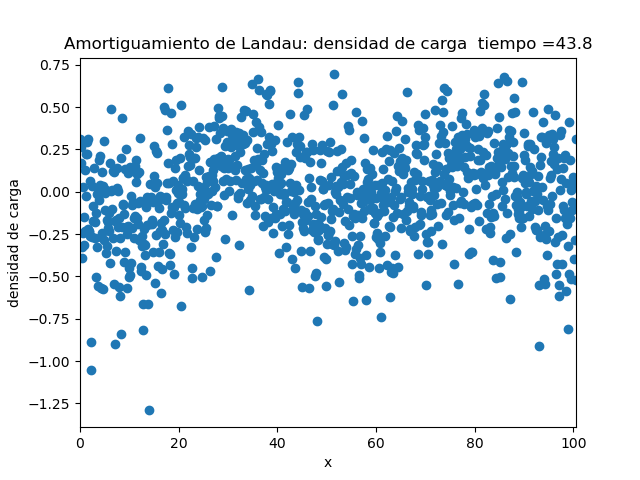 Amortiguamiento de Landau: densidad de carga  tiempo =43.8
0.75
0.50
0.25
0.00
−0.25
−0.50
−0.75
−1.00
−1.25
densidad de carga
0 20 40 60 80 100
x